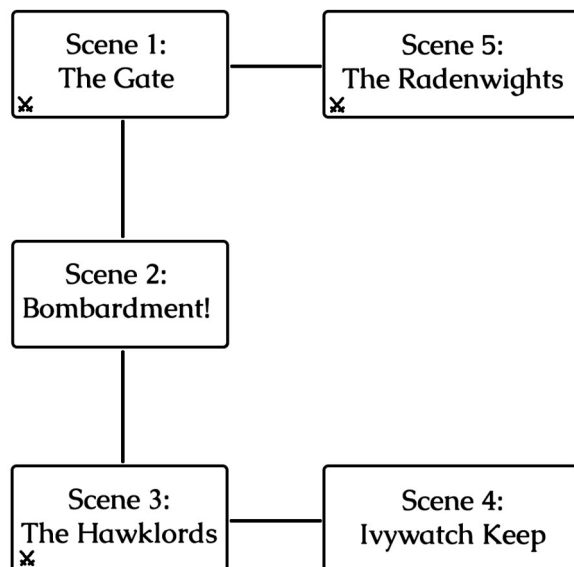 Scene 1:
The Gate
Scene 5:
The Radenwights
Scene 2:
Bombardment!
Scene 3:
The Hawklords
Scene 4:
Ivywatch Keep